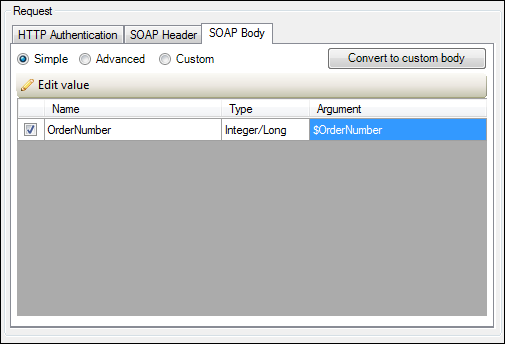 Request
HTTP Authentication SOAP Header SOAP Body
Simple Advanced Custom Convert to custom body
Edit value
Name Type Argument
OrderNumber Integer/Long $OrderNumber